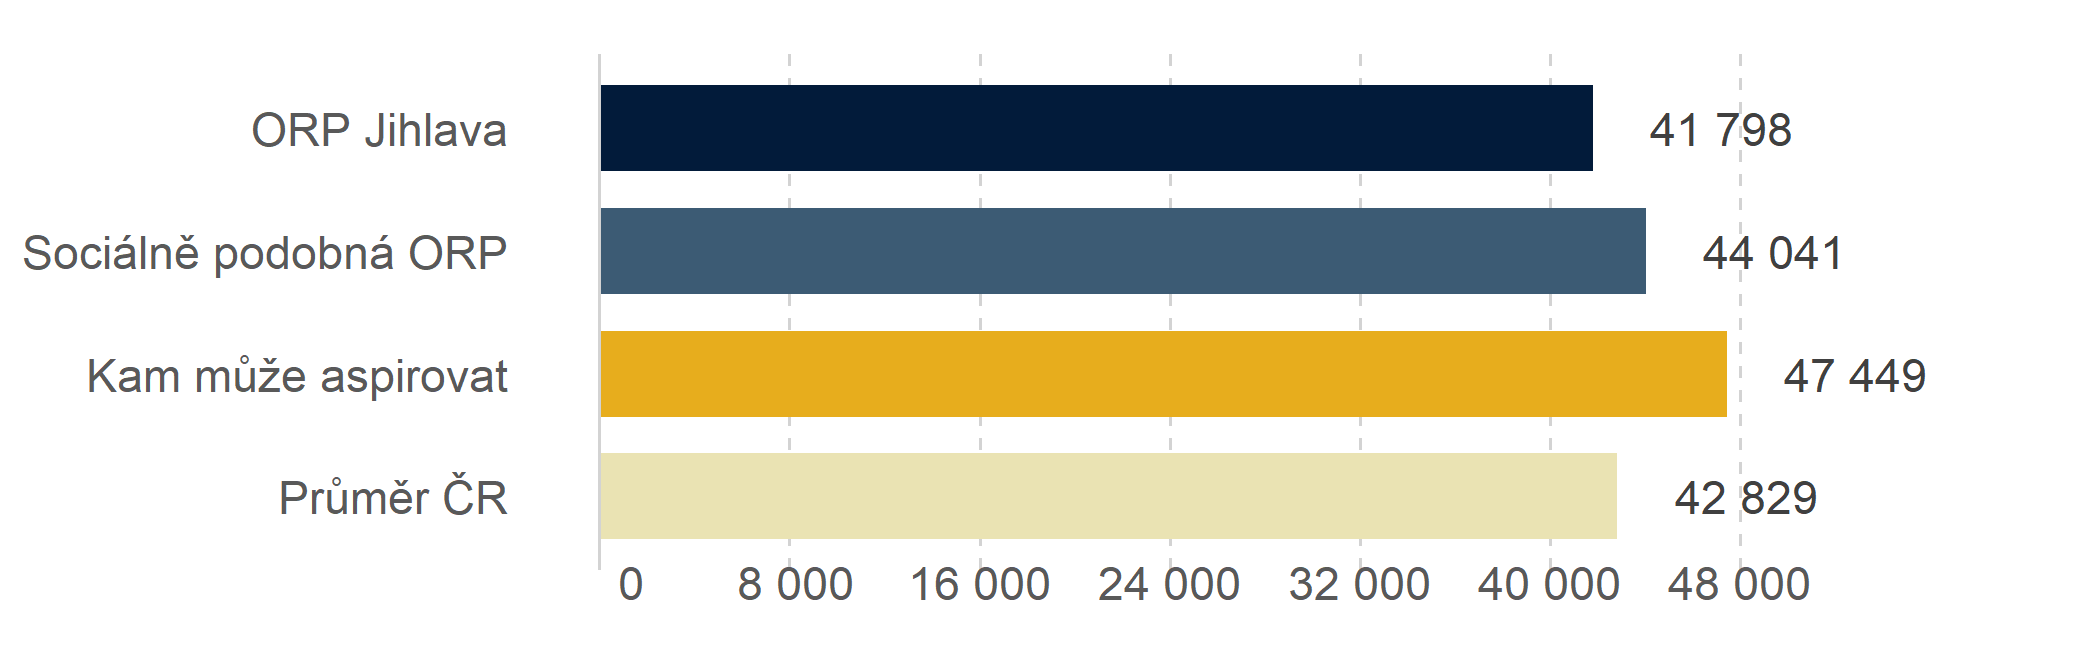 ORP Jihlava
41 798
Sociálně podobná ORP
44 041
Kam může aspirovat
47 449
Průměr ČR
42 829
0 8 000 16 000 24 000 32 000 40 000 48 000